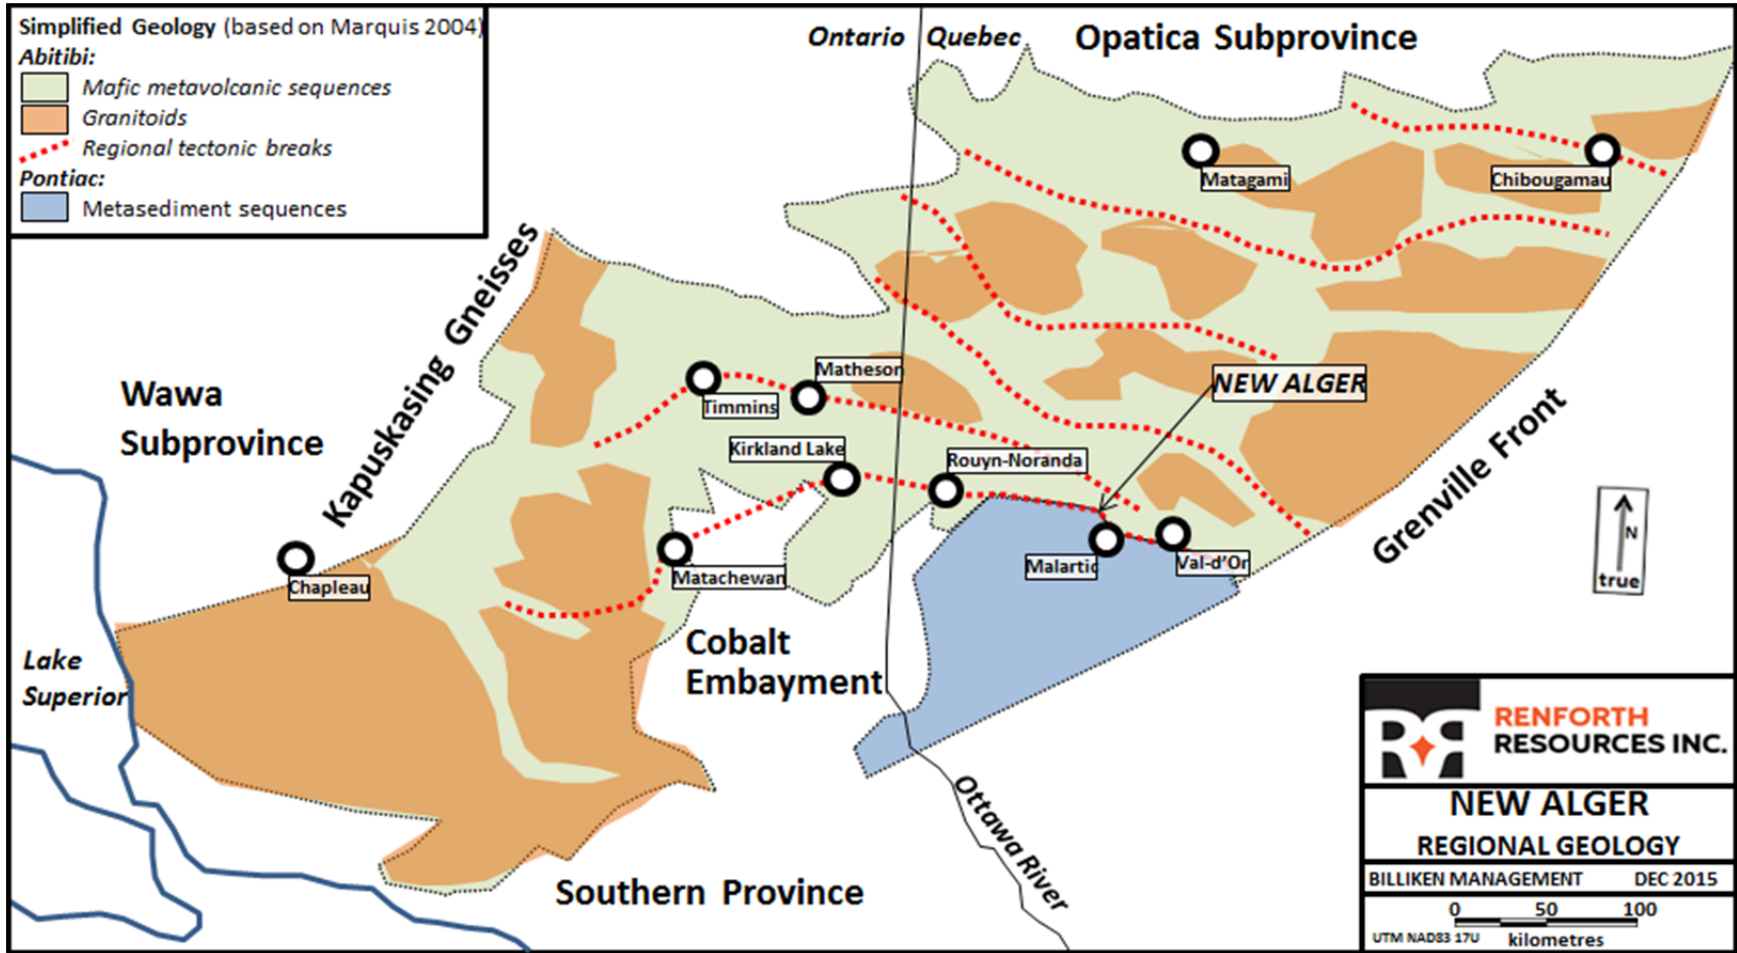 Simplified Geology (based on Marquis 2004)
Abitibi:
Mafic metavolcanic sequences
Granitoids
Regional tectonic breaks
Pontiac:
Metasediment sequences
Ontario
Quebec
Opatica Subprovince
Matagami
Chibougamau
Kapuskasing Gneisses
Wawa
Subprovince
Timmins
Matheson
NEW ALGER
Kirkland Lake
Rouyn-Noranda
Grenville Front
N
true
Chapleau
Matachewan
Malartic
Val-d'Or
Lake
Superior
Cobalt
Embayment
Ottawa River
Southern Province
RENFORTH
RESOURCES INC.
NEW ALGER
REGIONAL GEOLOGY
BILLIKEN MANAGEMENT DEC 2015
0 50 100
UTM NAD83 17U kilometres